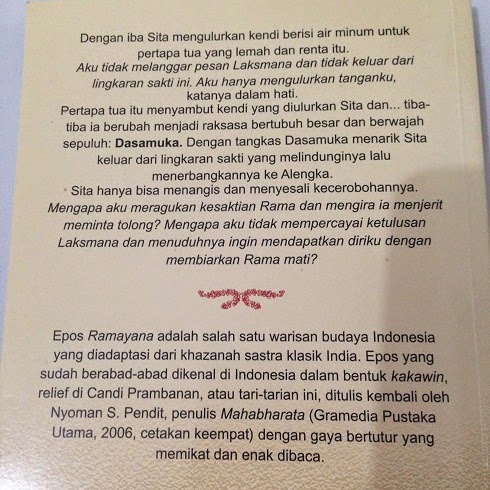 Dengan iba Sita mengulurkan kendi berisi air minum untuk
pertapa tua yang lemah dan renta itu.
Aku tidak melanggar pesan Laksmana dan tidak keluar dari
lingkaran sakti ini. Aku hanya mengulurkan tanganku,
katanya dalam hati.
Pertapa tua itu menyambut kendi yang diulurkan Sita dan... tiba-
tiba ia berubah menjadi raksasa bertubuh besar dan berwajah
sepuluh: Dasamuka. Dengan tangkas Dasamuka menarik Sita
keluar dari lingkaran sakti yang melindunginya lalu
menerbangkannya ke Alengka.
Sita hanya bisa menangis dan menyesali kecerobohannya.
Mengapa aku meragukan kesaktian Rama dan mengira ia menjerit
meminta tolong? Mengapa aku tidak mempercayai ketulusan
Laksmana dan menuduhnya ingin mendapatkan diriku dengan
membiarkan Rama mati?
Epos Ramayana adalah salah satu warisan budaya Indonesia
yang diadaptasi dari khazanah sastra klasik India. Epos yang
sudah berabad-abad dikenal di Indonesia dalam bentuk kakawin,
relief di Candi Prambanan, atau tari-tarian ini, ditulis kembali oleh
Nyoman S. Pendit, penulis Mahabharata (Gramedia Pustaka
Utama, 2006, cetakan keempat) dengan gaya bertutur yang
memikat dan enak dibaca.